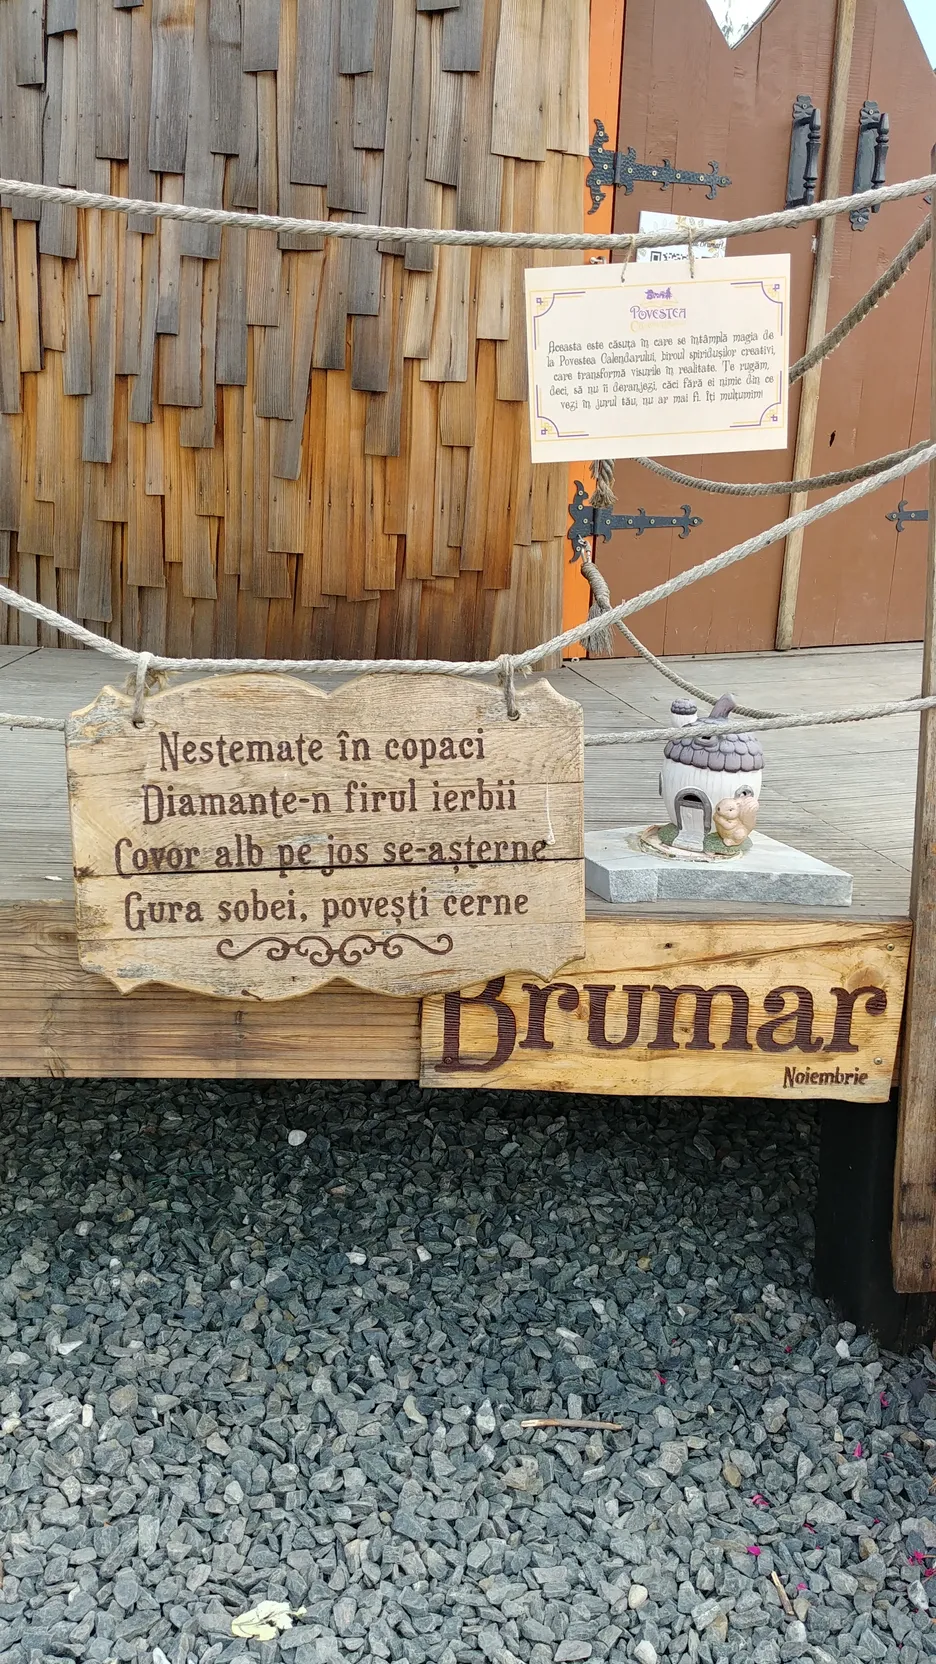 Povestea
Aceasta este căsuța în care se întâmplă magia de
la Povestea Calendarului, biroul spiridușilor creativi,
care transformă visurile în realitate. Te rugăm,
deci, să nu îi deranjezi, căci fără ei nimic din ce
vezi în jurul tău, nu ar mai fi. Îți mulțumim!
Nestemate în copaci
Diamante-n firul ierbii
Covor alb pe jos se-așterne
Gura sobei, povești cerne
Brumar
Noiembrie